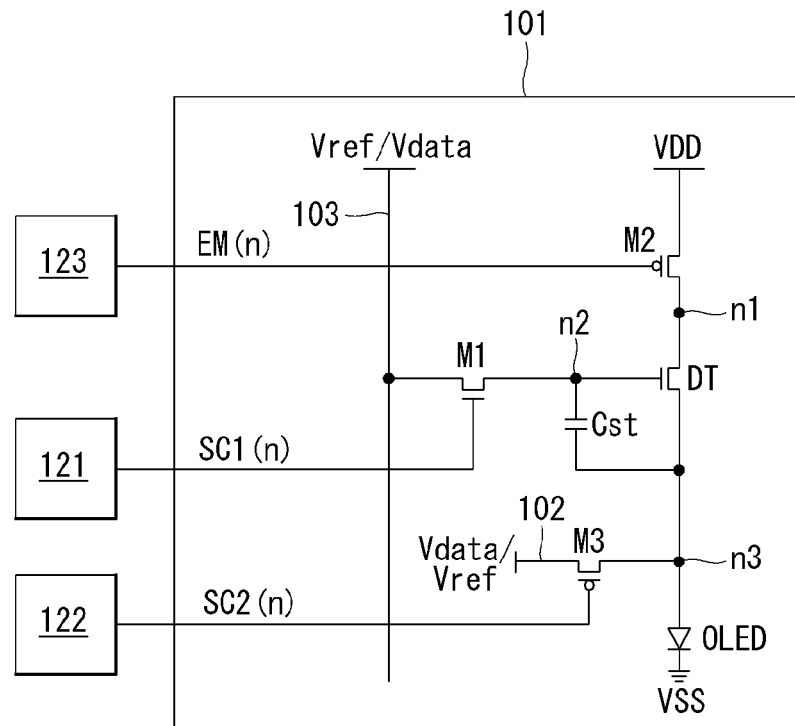 101
Vref/Vdata
VDD
103
EM(n)
M2
123
n1
n2
M1
DT
Cst
SC1(n)
121
102
M3
Vdata/
Vref
n3
SC2(n)
122
OLED
VSS